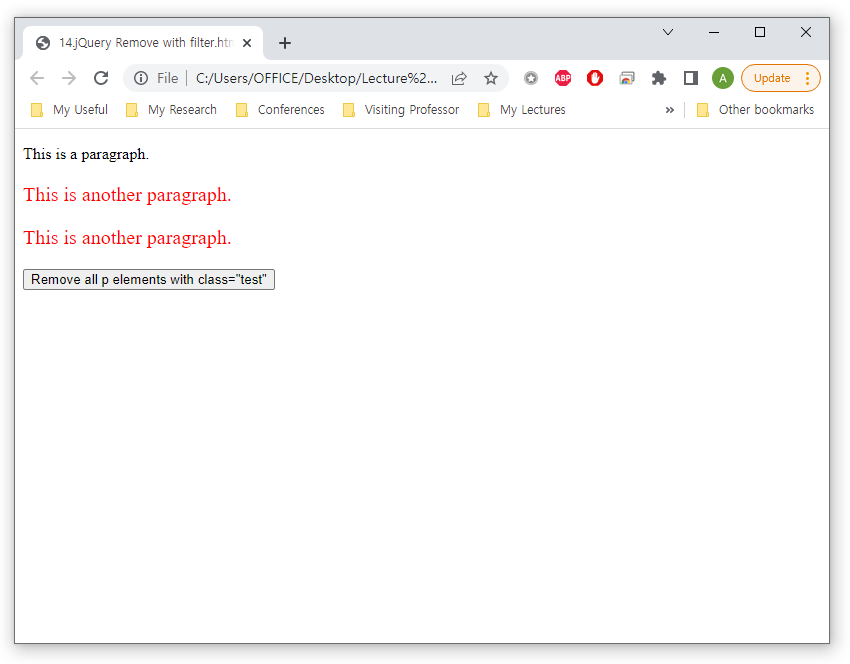 14.jQuery Remove with filter.htm
File | C:/Users/OFFICE/Desktop/Lecture%2... ABP A Update
My Useful My Research Conferences Visiting Professor My Lectures » Other bookmarks
This is a paragraph.
This is another paragraph.
This is another paragraph.
Remove all p elements with class="test"